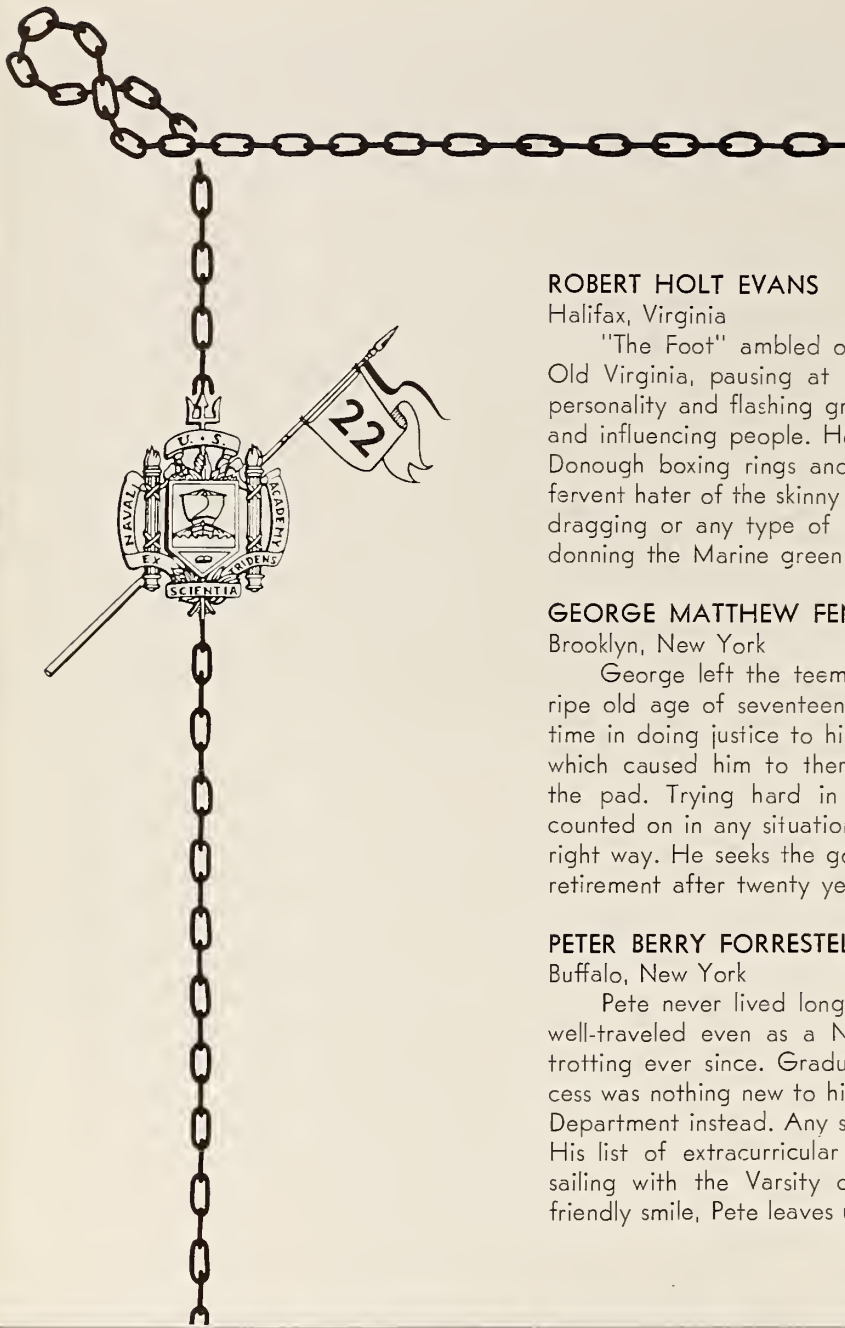 U. S.
NAVAL ACADEMY
EX SCIENTIA TRIDENS
22
ROBERT HOLT EVANS
Halifax, Virginia
"The Foot" ambled o
Old Virginia, pausing at
personality and flashing gr
and influencing people. Ha
Donough boxing rings and
fervent hater of the skinny
dragging or any type of
donning the Marine green
GEORGE MATTHEW FEN
Brooklyn, New York
George left the teem
ripe old age of seventeen
time in doing justice to hi
which caused him to ther
the pad. Trying hard in
counted on in any situation
right way. He seeks the go
retirement after twenty ye
PETER BERRY FORRESTEL
Buffalo, New York
Pete never lived long
well-traveled even as a N
trotting ever since. Gradu
cess was nothing new to hi
Department instead. Any s
His list of extracurricular
sailing with the Varsity c
friendly smile, Pete leaves u